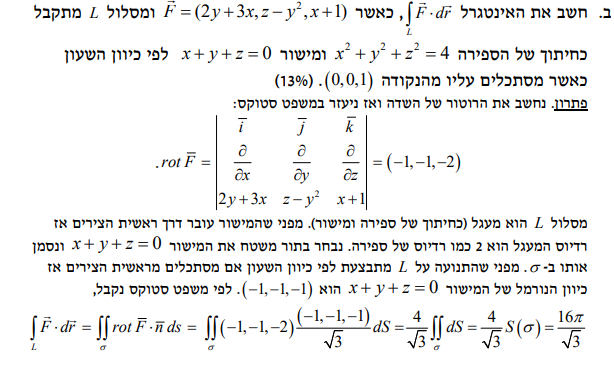 ב. חשב את האינטגרל ∫_L F̅ · dr̅, כאשר F̅ = (2y+3x, z−y², x+1) ומסלול L מתקבל
כחיתוך של הספירה x² + y² + z² = 4 ומישור x + y + z = 0 לפי כיוון השעון
כאשר מסתכלים עליו מהנקודה (0,0,1). (13%)
פתרון. נחשב את הרוטור של השדה ואז ניעזר במשפט סטוקס:
rot F̅ = | i̅ j̅ k̅ |
| ∂/∂x ∂/∂y ∂/∂z | = (−1,−1,−2).
| 2y+3x z−y² x+1 |
מסלול L הוא מעגל (כחיתוך של ספירה ומישור). מפני שהמישור עובר דרך ראשית הצירים אז
רדיוס המעגל הוא 2 כמו רדיוס של ספירה. נבחר בתור משטח את המישור x + y + z = 0 ונסמן
אותו ב-σ. מפני שהתנועה על L מתבצעת לפי כיוון השעון אם מסתכלים מראשית הצירים אז
כיוון הנורמל של המישור x + y + z = 0 הוא (−1,−1,−1). לפי משפט סטוקס נקבל,
∫_L F̅ · dr̅ = ∬_σ rot F̅ · n̅ ds = ∬_σ (−1,−1,−2) (−1,−1,−1)/√3 dS = 4/√3 ∬_σ dS = 4/√3 S(σ) = 16π/√3